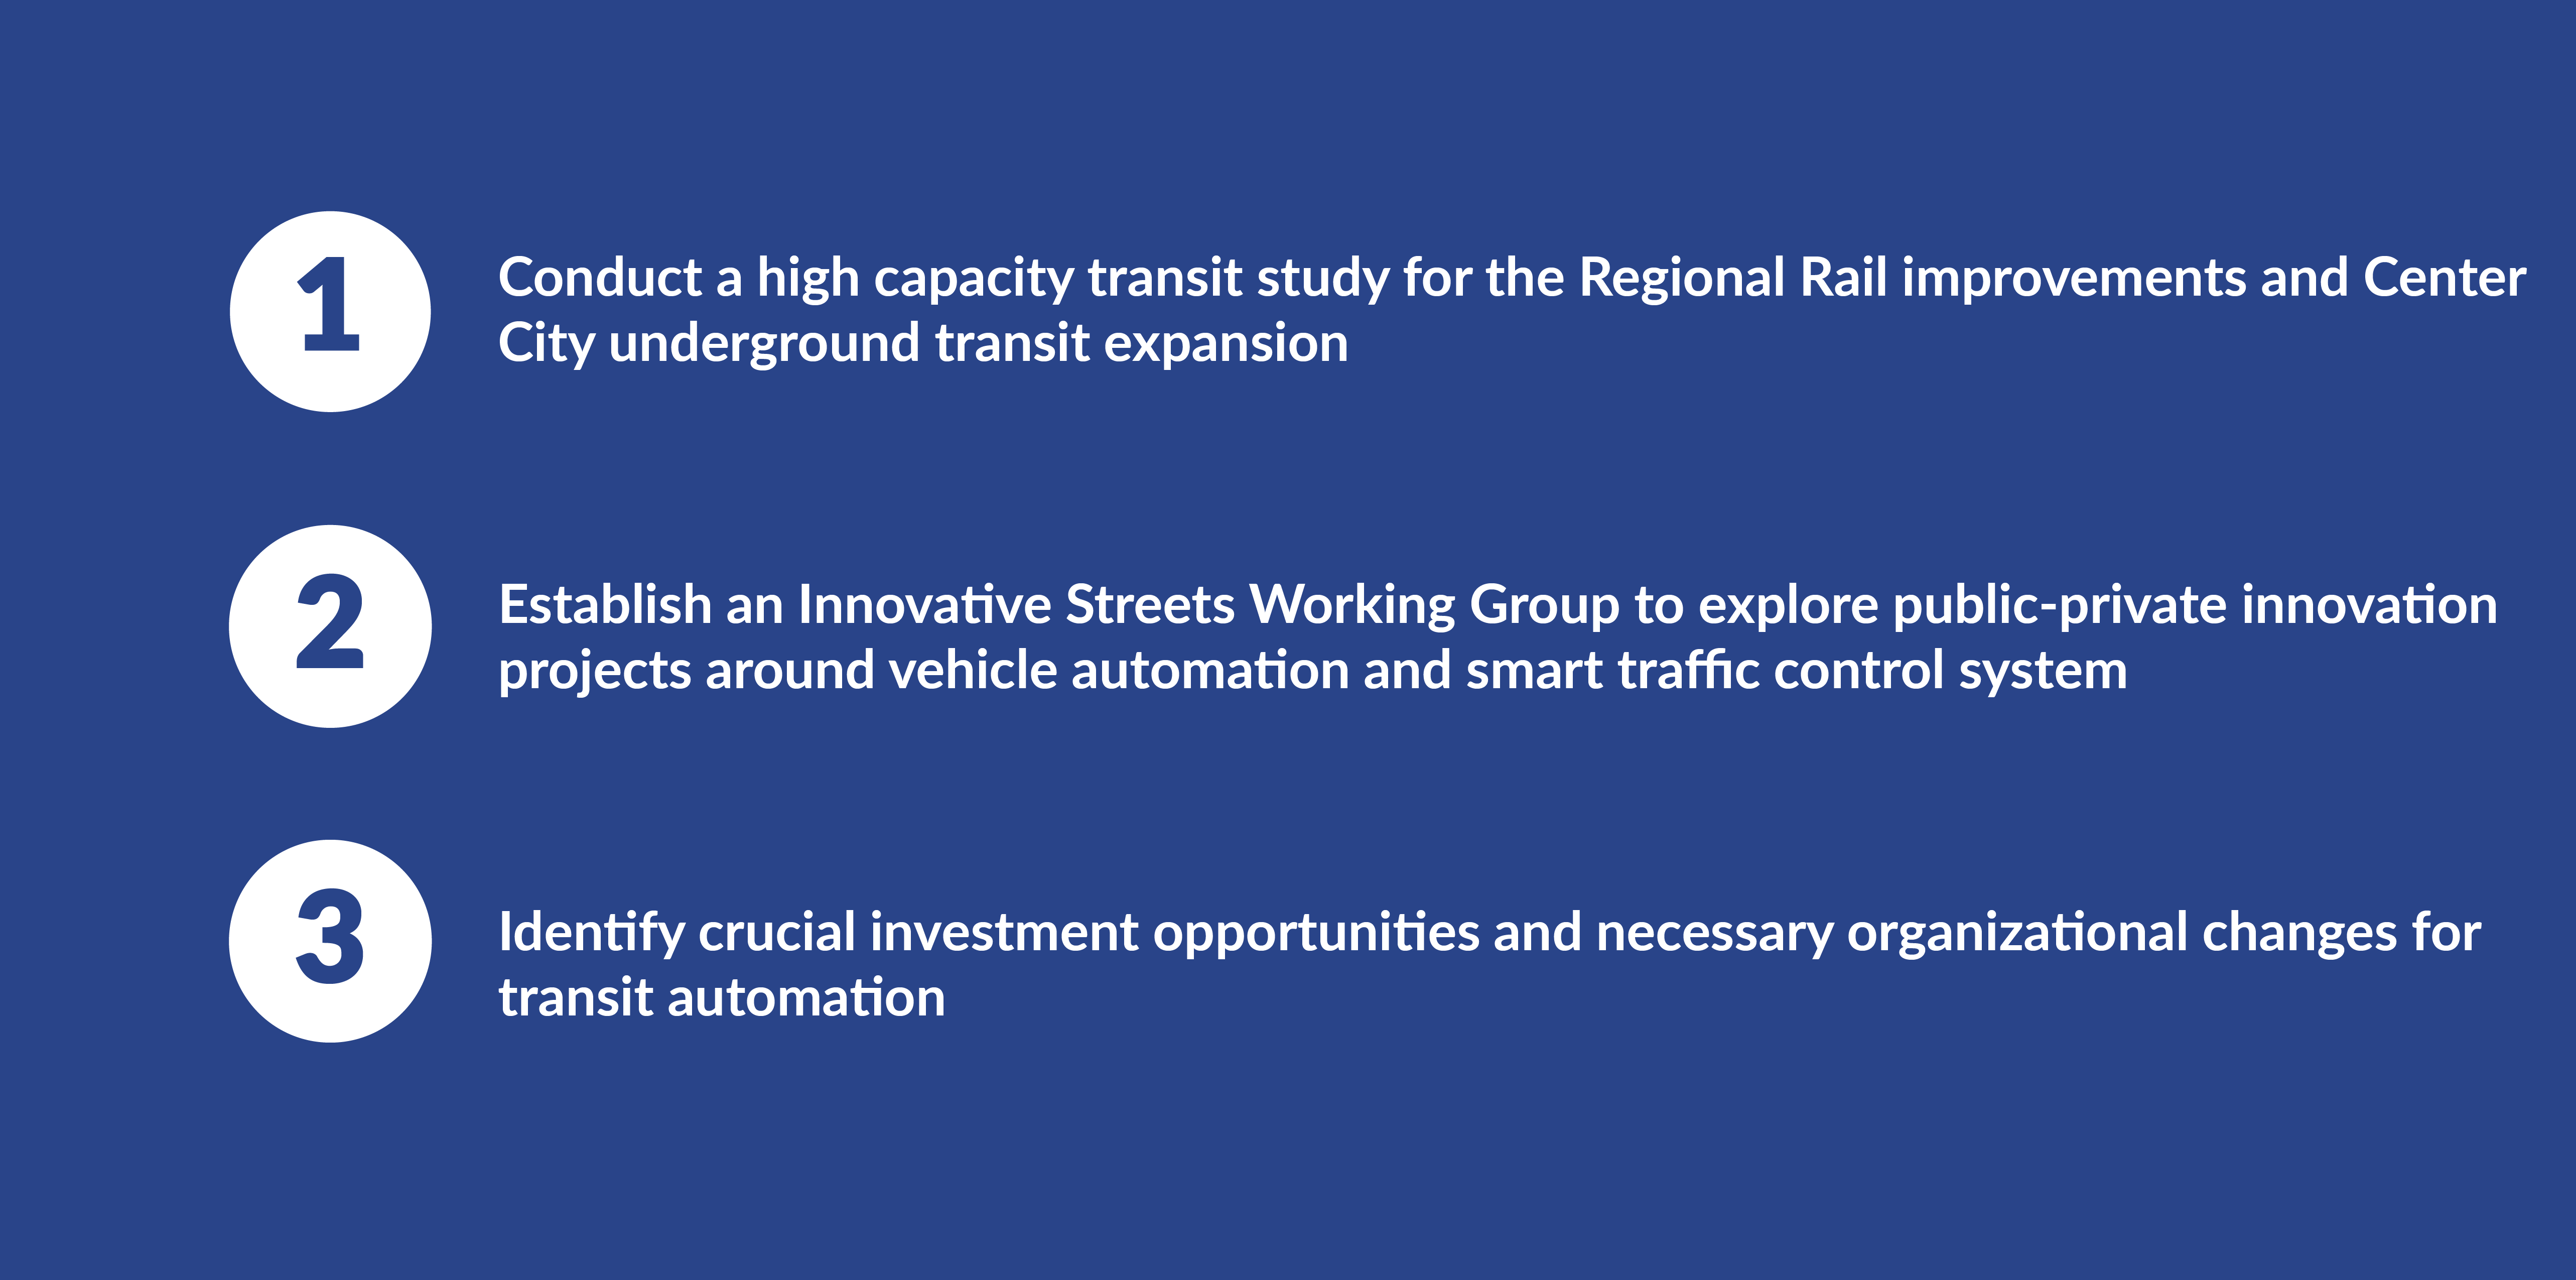 1
Conduct a high capacity transit study for the Regional Rail improvements and Center
City underground transit expansion
2
Establish an Innovative Streets Working Group to explore public-private innovation
projects around vehicle automation and smart traffic control system
3
Identify crucial investment opportunities and necessary organizational changes for
transit automation